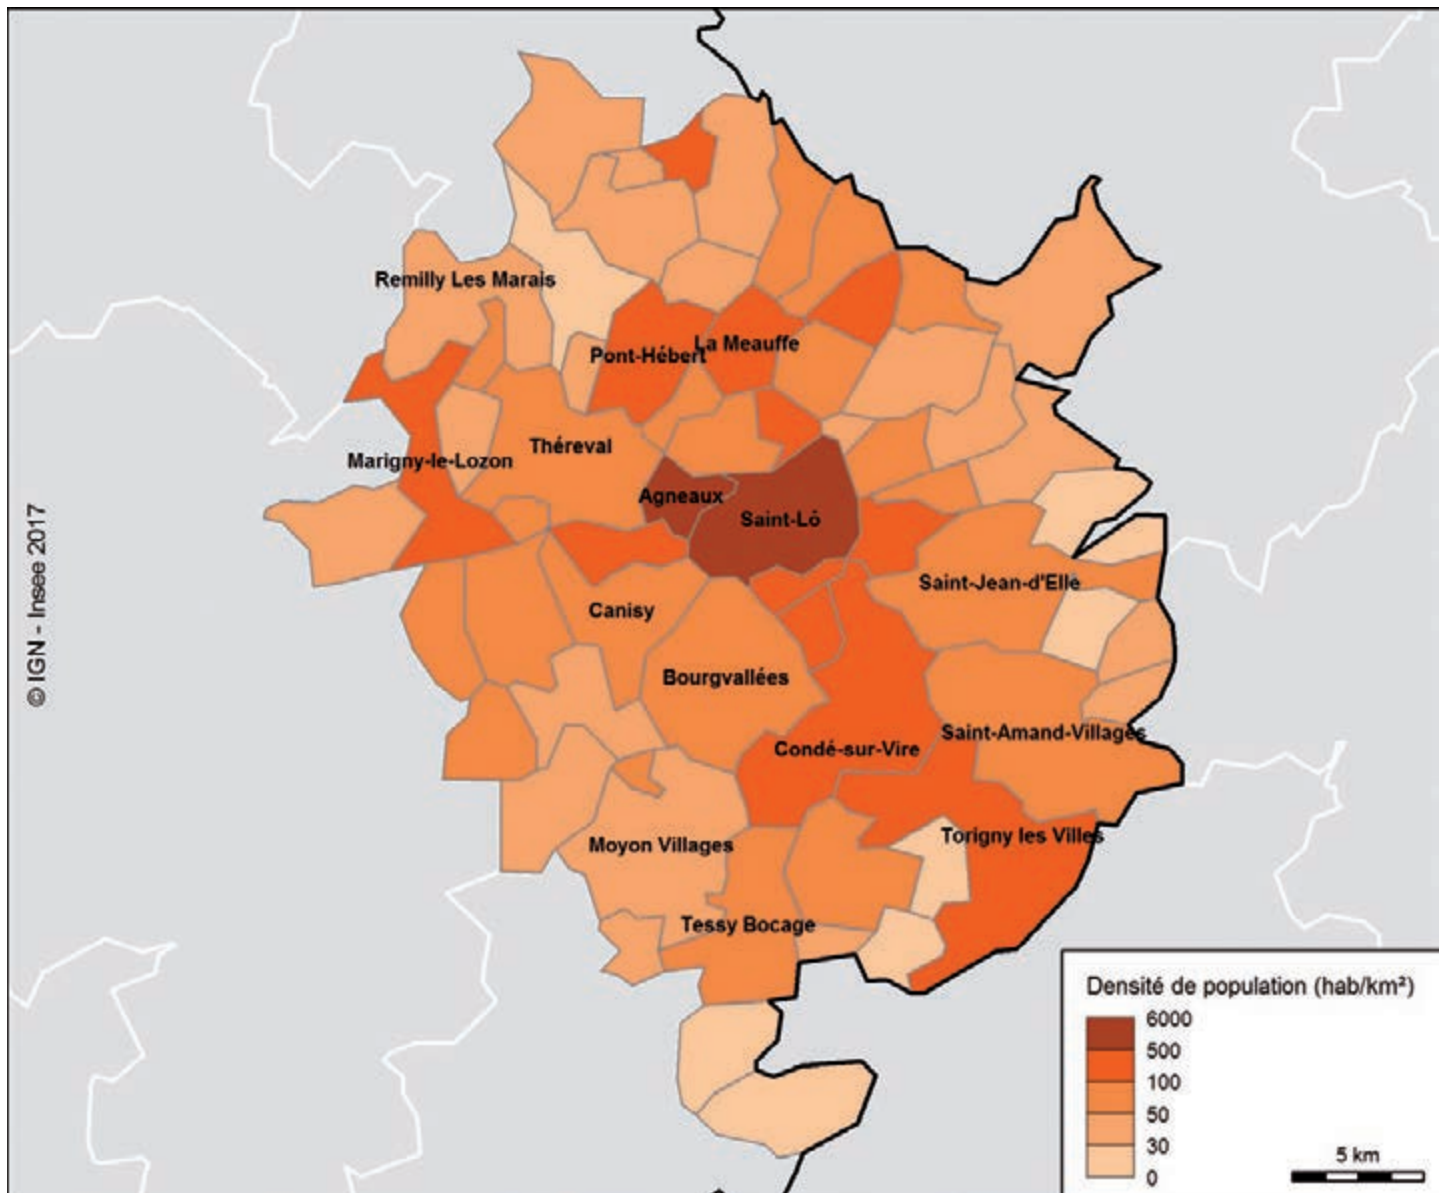 Remilly Les Marais
Pont-Hébert
La Meauffe
Théreval
Marigny-le-Lozon
Agneaux
Saint-Lô
Saint-Jean-d'Elle
Canisy
Bourgvallées
Saint-Amand-Villages
Condé-sur-Vire
Torigny les Villes
Moyon Villages
Tessy Bocage
© IGN - Insee 2017
Densité de population (hab/km²)
6000
500
100
50
30
0
5 km